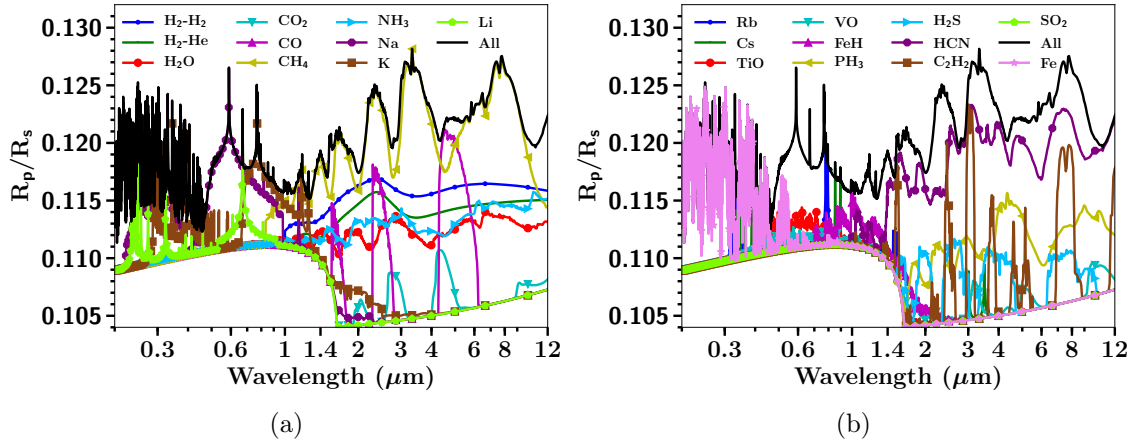 H₂-H₂ CO₂ NH₃ Li
H₂-He CO Na All
H₂O CH₄ K
0.130
0.125
0.120
0.115
0.110
0.105
Rₚ/Rₛ
0.3 0.6 1 1.4 2 3 4 6 8 12
Wavelength (μm)
(a)
Rb VO H₂S SO₂
Cs FeH HCN All
TiO PH₃ C₂H₂ Fe
0.130
0.125
0.120
0.115
0.110
0.105
Rₚ/Rₛ
0.3 0.6 1 1.4 2 3 4 6 8 12
Wavelength (μm)
(b)